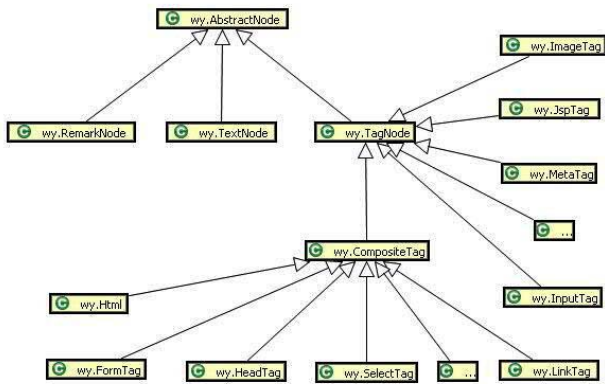 C wy.AbstractNode
C wy.ImageTag
C wy.JspTag
C wy.RemarkNode
C wy.TextNode
C wy.TagNode
C wy.MetaTag
C ...
C wy.CompositeTag
C wy.InputTag
C wy.Html
C wy.FormTag
C wy.HeadTag
C wy.SelectTag
C ...
C wy.LinkTag